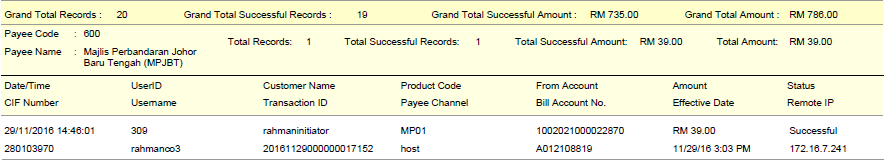 Grand Total Records : 20 Grand Total Successful Records : 19 Grand Total Successful Amount : RM 735.00 Grand Total Amount : RM 786.00
Payee Code : 600
Total Records: 1 Total Successful Records: 1 Total Successful Amount: RM 39.00 Total Amount: RM 39.00
Payee Name : Majlis Perbandaran Johor
Baru Tengah (MPJBT)
Date/Time UserID Customer Name Product Code From Account Amount Status
CIF Number Username Transaction ID Payee Channel Bill Account No. Effective Date Remote IP
29/11/2016 14:46:01 309 rahmaninitiator MP01 1002021000022870 RM 39.00 Successful
280103970 rahmanco3 20161129000000017152 host A012108819 11/29/16 3:03 PM 172.16.7.241